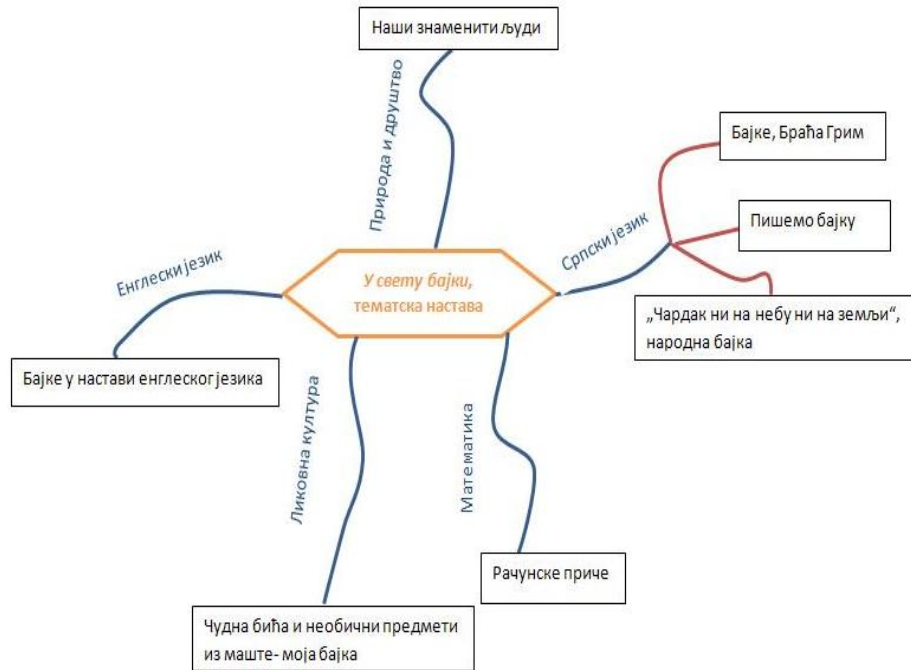 Наши знаменити људи
Природа и друштво
Бајке, Браћа Грим
Српски језик
Пишемо бајку
„Чардак ни на небу ни на земљи“,
народна бајка
У свету бајки,
тематска настава
Енглески језик
Бајке у настави енглеског језика
Ликовна култура
Математика
Рачунске приче
Чудна бића и необични предмети
из маште- моја бајка